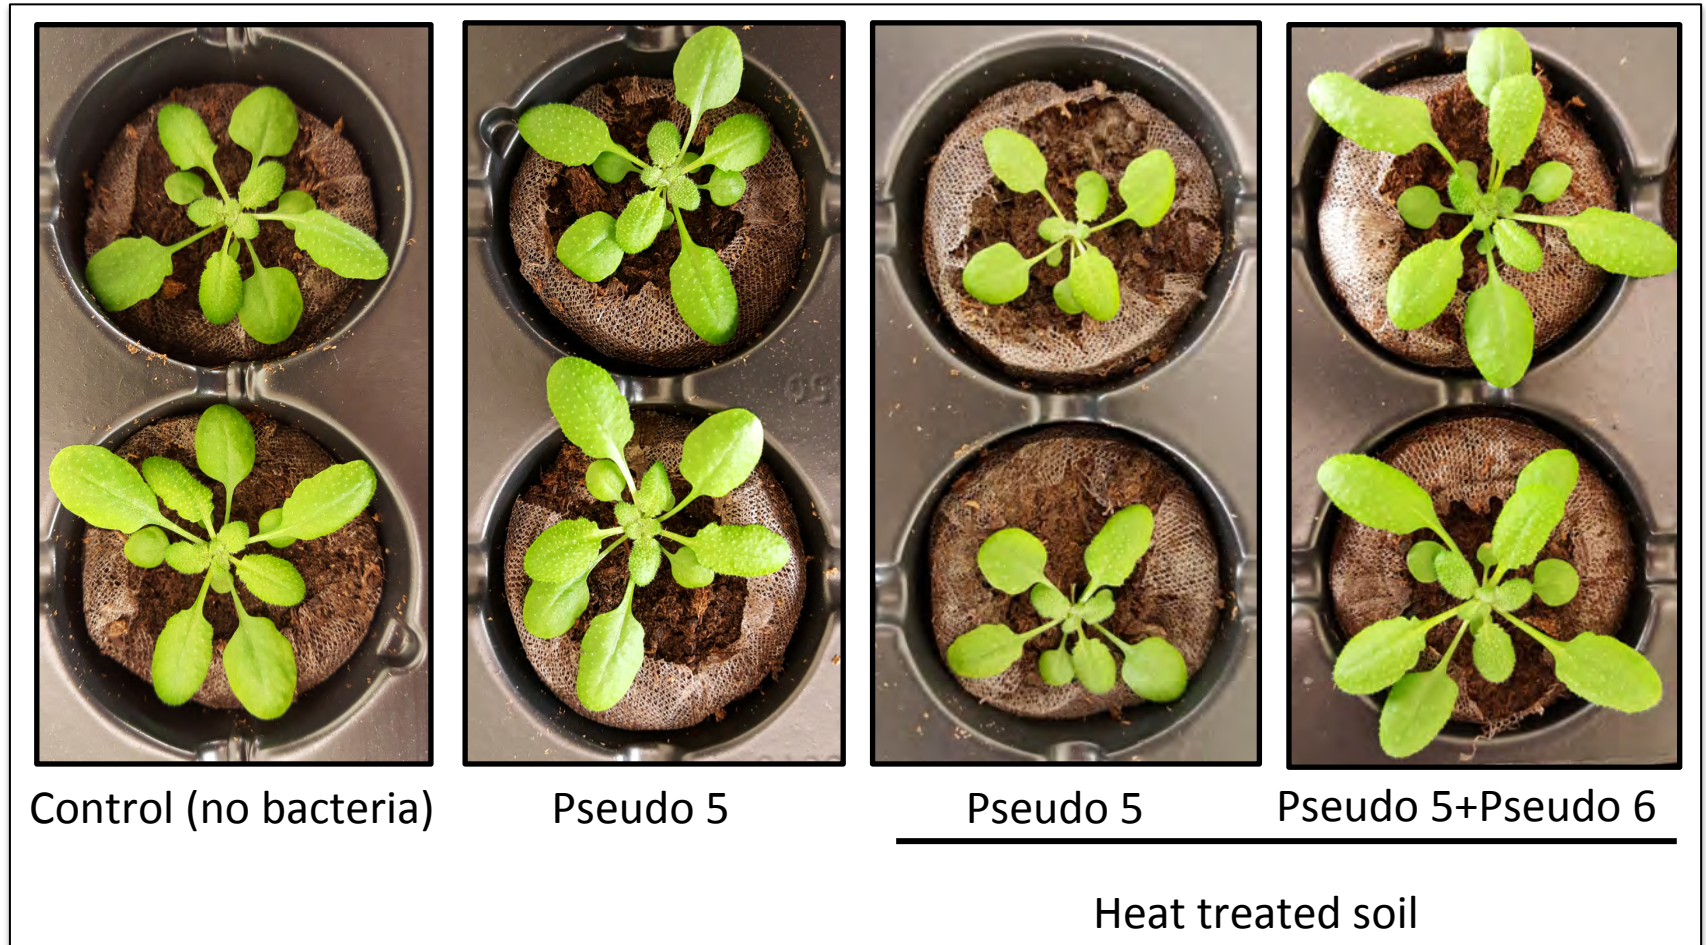 Control (no bacteria)
Pseudo 5
Pseudo 5
Pseudo 5+Pseudo 6
Heat treated soil